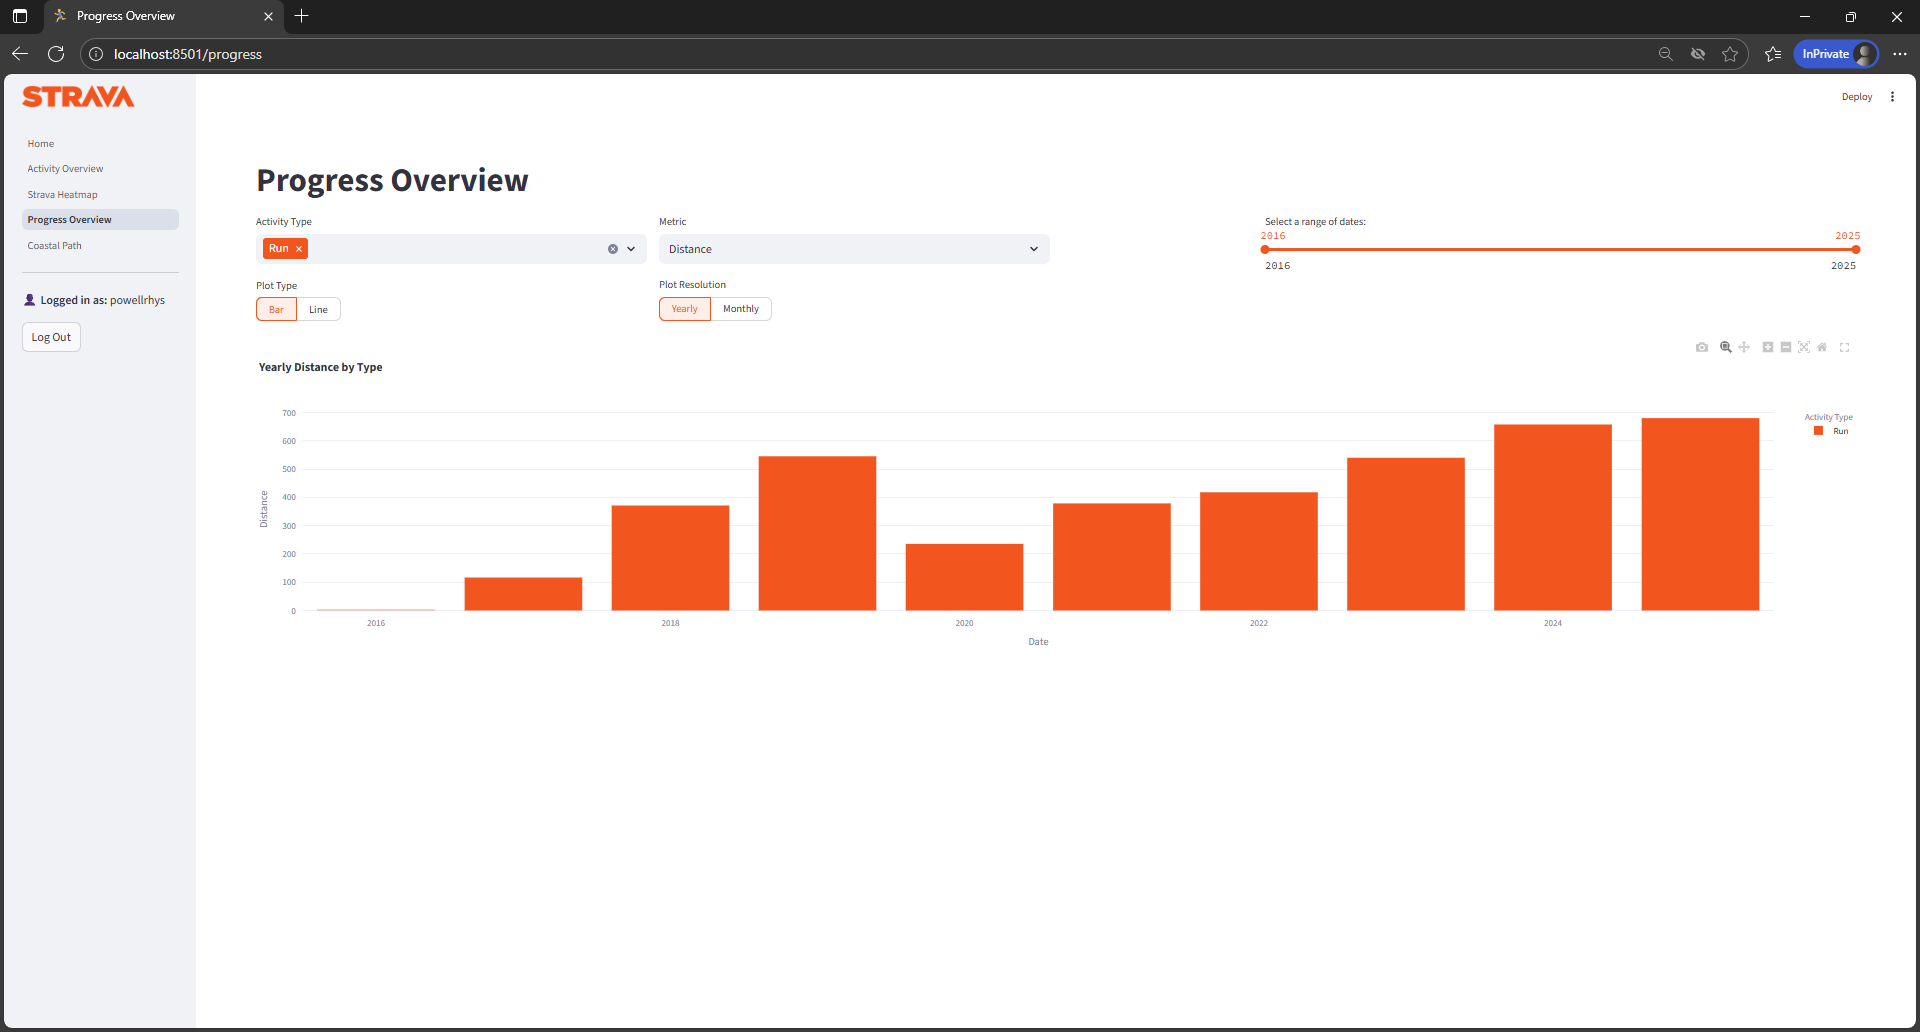 Progress Overview
localhost:8501/progress
InPrivate
STRAVA
Deploy
Home
Activity Overview
Strava Heatmap
Progress Overview
Coastal Path
Logged in as: powellrhys
Log Out
Progress Overview
Activity Type
Metric
Select a range of dates:
Run
Distance
2016
2025
2016
2025
Plot Type
Plot Resolution
Bar
Line
Yearly
Monthly
Yearly Distance by Type
700
600
500
400
300
200
100
0
Distance
2016
2018
2020
2022
2024
Date
Activity Type
Run